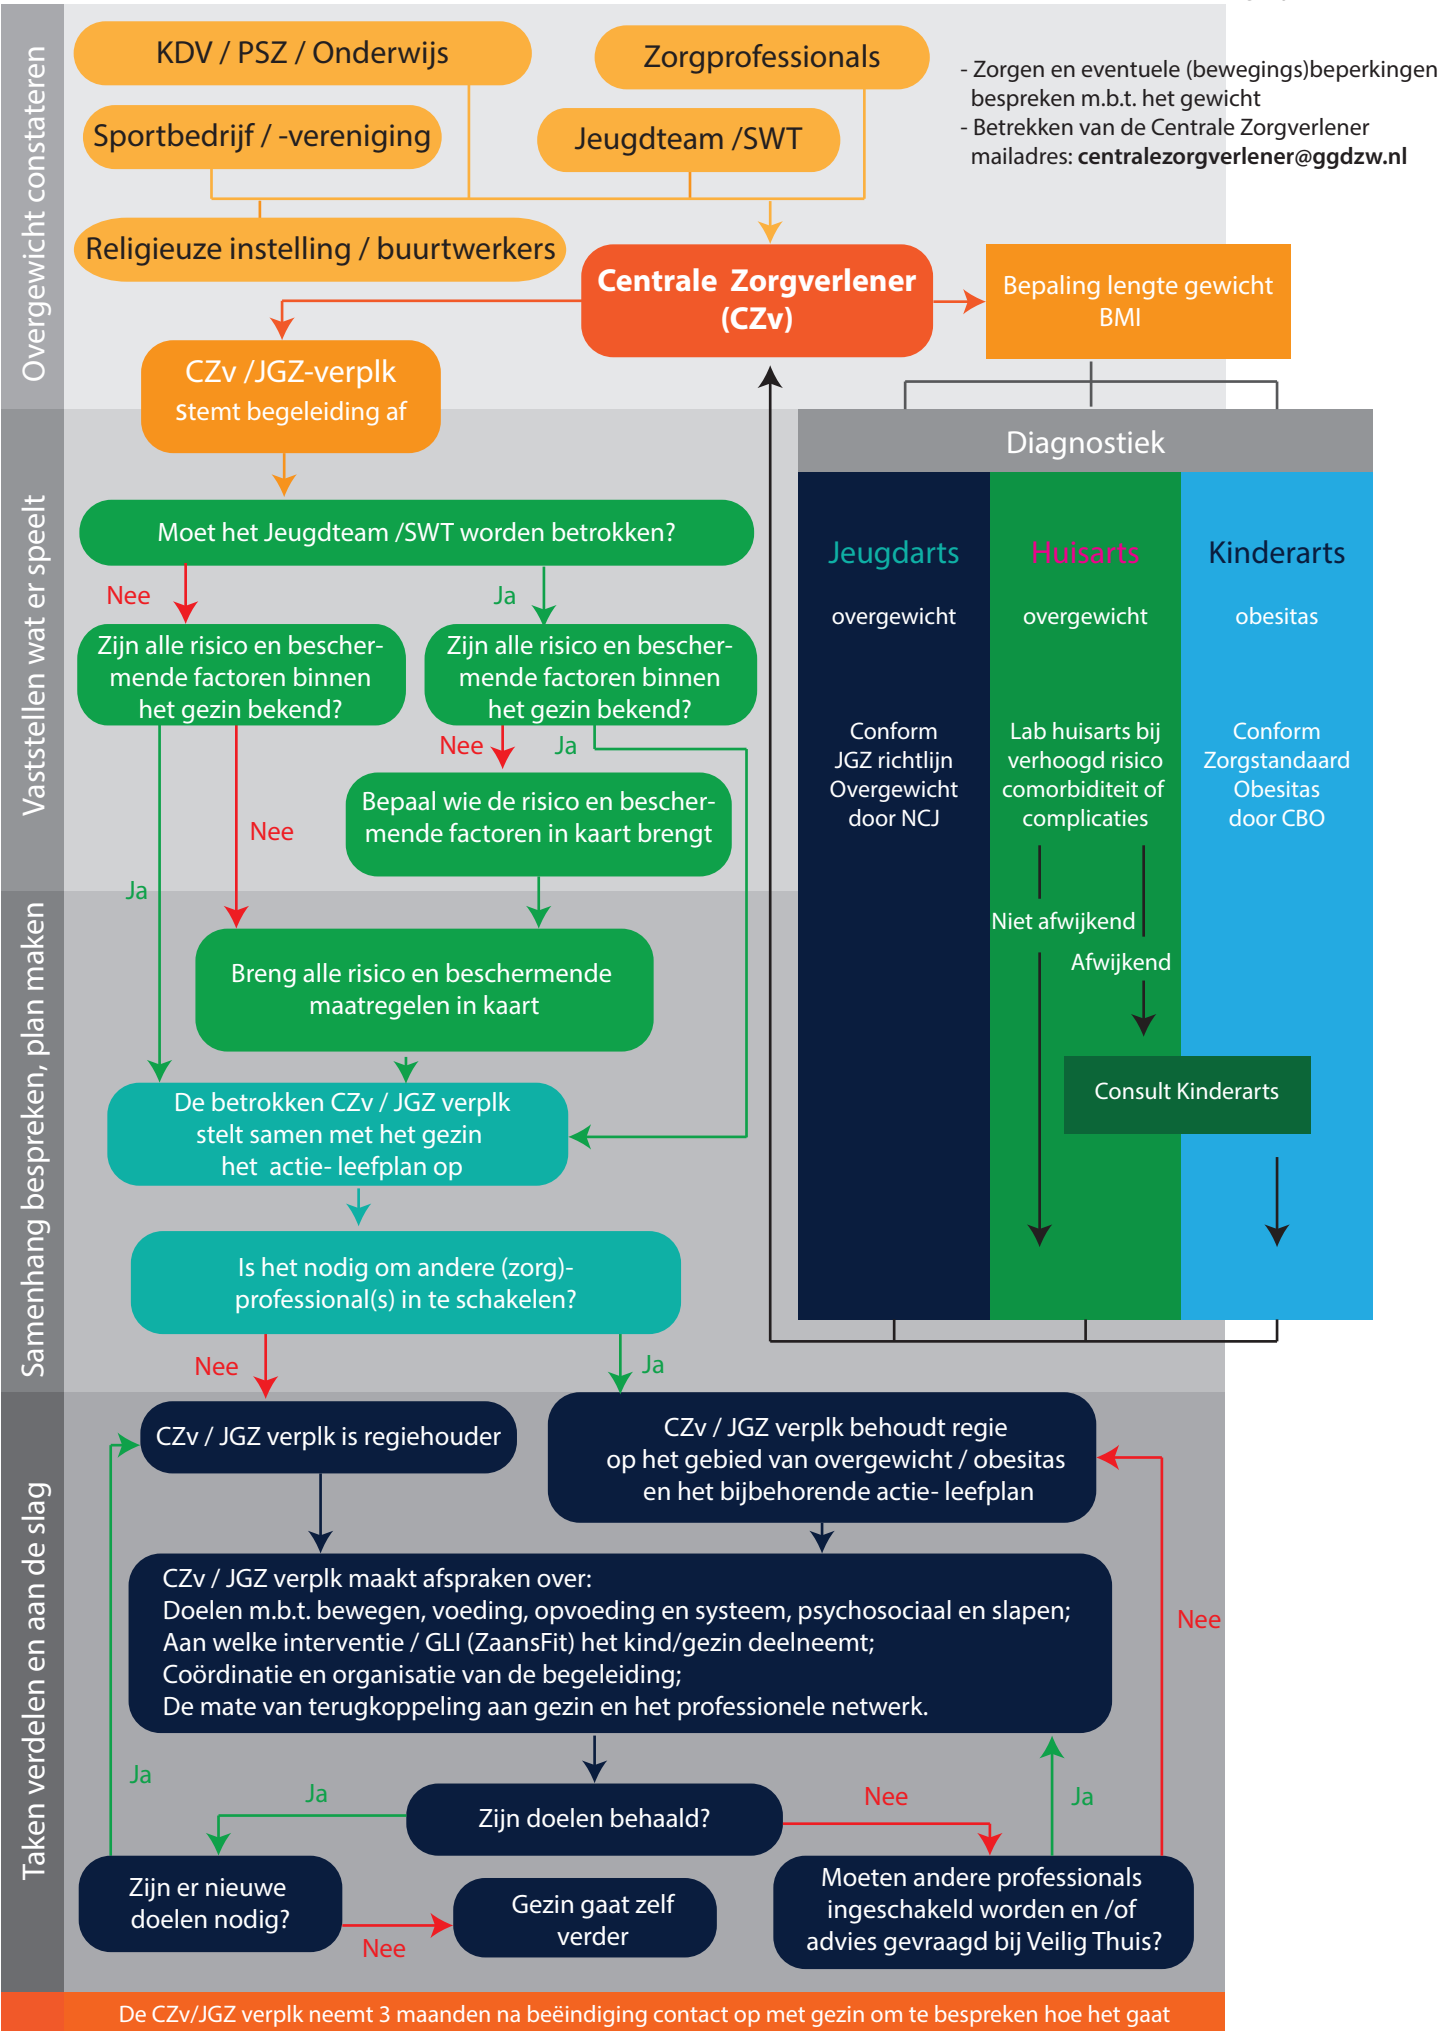 Overgewicht constateren
KDV / PSZ / Onderwijs
Zorgprofessionals
- Zorgen en eventuele (bewegings)beperkingen
bespreken m.b.t. het gewicht
- Betrekken van de Centrale Zorgverlener
mailadres: centralezorgverlener@ggdzw.nl
Sportbedrijf / -vereniging
Jeugdteam /SWT
Religieuze instelling / buurtwerkers
Centrale Zorgverlener
(CZv)
Bepaling lengte gewicht
BMI
CZv /JGZ-verplk
stemt begeleiding af
Vaststellen wat er speelt
Moet het Jeugdteam /SWT worden betrokken?
Nee
Ja
Zijn alle risico en bescher-
mende factoren binnen
het gezin bekend?
Zijn alle risico en bescher-
mende factoren binnen
het gezin bekend?
Nee
Ja
Bepaal wie de risico en bescher-
mende factoren in kaart brengt
Nee
Ja
Diagnostiek
Jeugdarts
overgewicht
Conform
JGZ richtlijn
Overgewicht
door NCJ
Huisarts
overgewicht
Lab huisarts bij
verhoogd risico
comorbiditeit of
complicaties
Niet afwijkend
Afwijkend
Kinderarts
obesitas
Conform
Zorgstandaard
Obesitas
door CBO
Consult Kinderarts
Samenhang bespreken, plan maken
Breng alle risico en beschermende
maatregelen in kaart
De betrokken CZv / JGZ verplk
stelt samen met het gezin
het actie- leefplan op
Is het nodig om andere (zorg)-
professional(s) in te schakelen?
Nee
Ja
Taken verdelen en aan de slag
CZv / JGZ verplk is regiehouder
CZv / JGZ verplk behoudt regie
op het gebied van overgewicht / obesitas
en het bijbehorende actie- leefplan
CZv / JGZ verplk maakt afspraken over:
Doelen m.b.t. bewegen, voeding, opvoeding en systeem, psychosociaal en slapen;
Aan welke interventie / GLI (ZaansFit) het kind/gezin deelneemt;
Coördinatie en organisatie van de begeleiding;
De mate van terugkoppeling aan gezin en het professionele netwerk.
Nee
Ja
Ja
Zijn doelen behaald?
Nee
Ja
Zijn er nieuwe
doelen nodig?
Nee
Gezin gaat zelf
verder
Moeten andere professionals
ingeschakeld worden en /of
advies gevraagd bij Veilig Thuis?
De CZv/JGZ verplk neemt 3 maanden na beëindiging contact op met gezin om te bespreken hoe het gaat